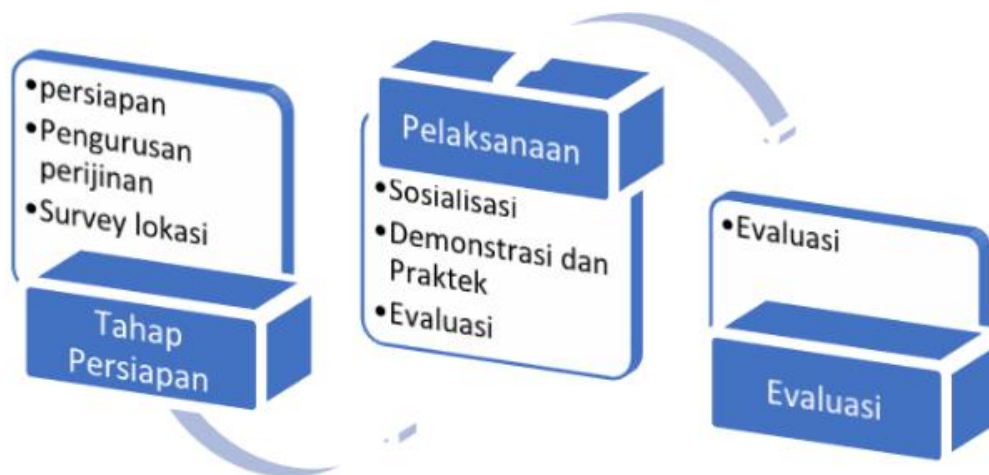 •persiapan
•Pengurusan
perijinan
•Survey lokasi
Tahap
Persiapan
Pelaksanaan
•Sosialisasi
•Demonstrasi dan
Praktek
•Evaluasi
•Evaluasi
Evaluasi